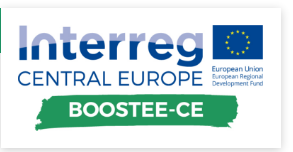 Interreg
CENTRAL EUROPE
European Union
European Regional
Development Fund
BOOSTEE-CE